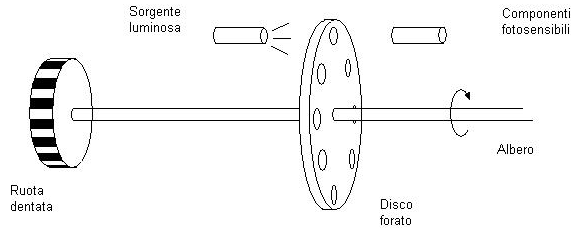 Sorgente
luminosa
Componenti
fotosensibili
Albero
Ruota
dentata
Disco
forato